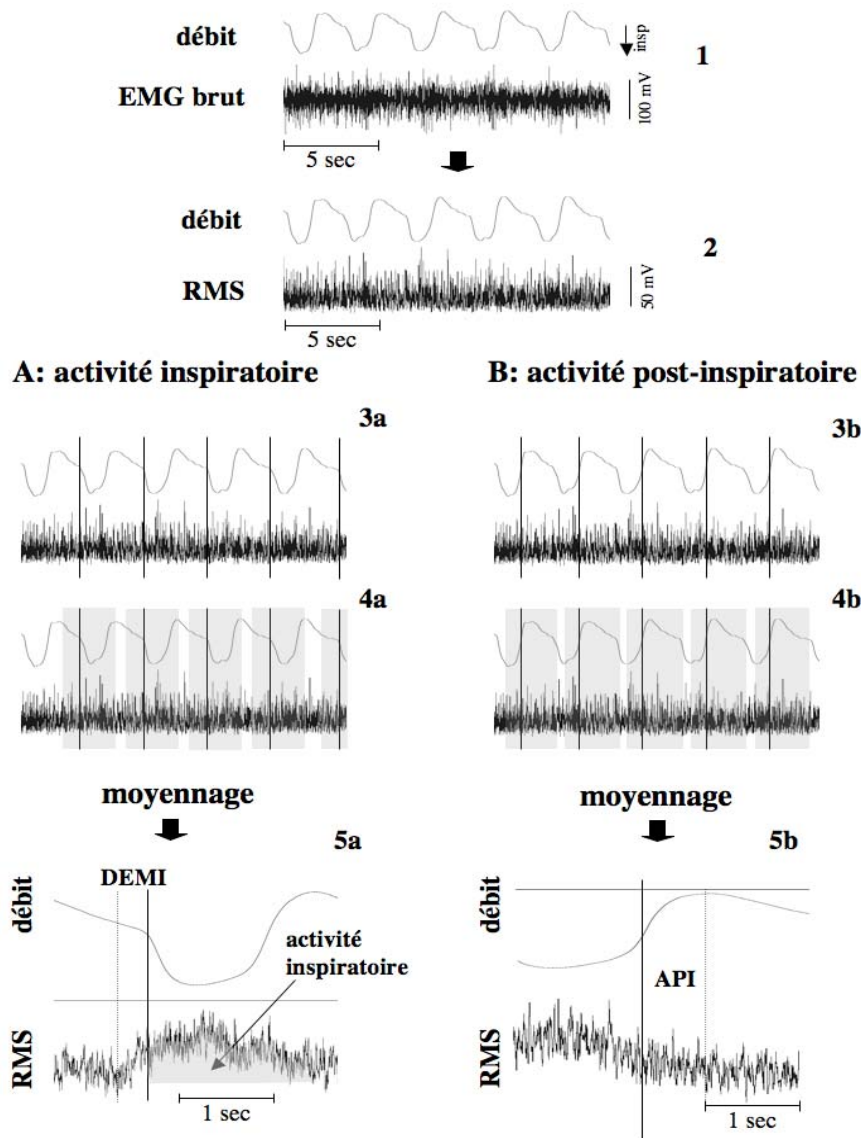 débit
insp
1
EMG brut
100 mV
5 sec
débit
2
RMS
50 mV
5 sec
A: activité inspiratoire
B: activité post-inspiratoire
3a
3b
4a
4b
moyennage
moyennage
5a
5b
DEMI
débit
activité
inspiratoire
RMS
1 sec
débit
API
RMS
1 sec